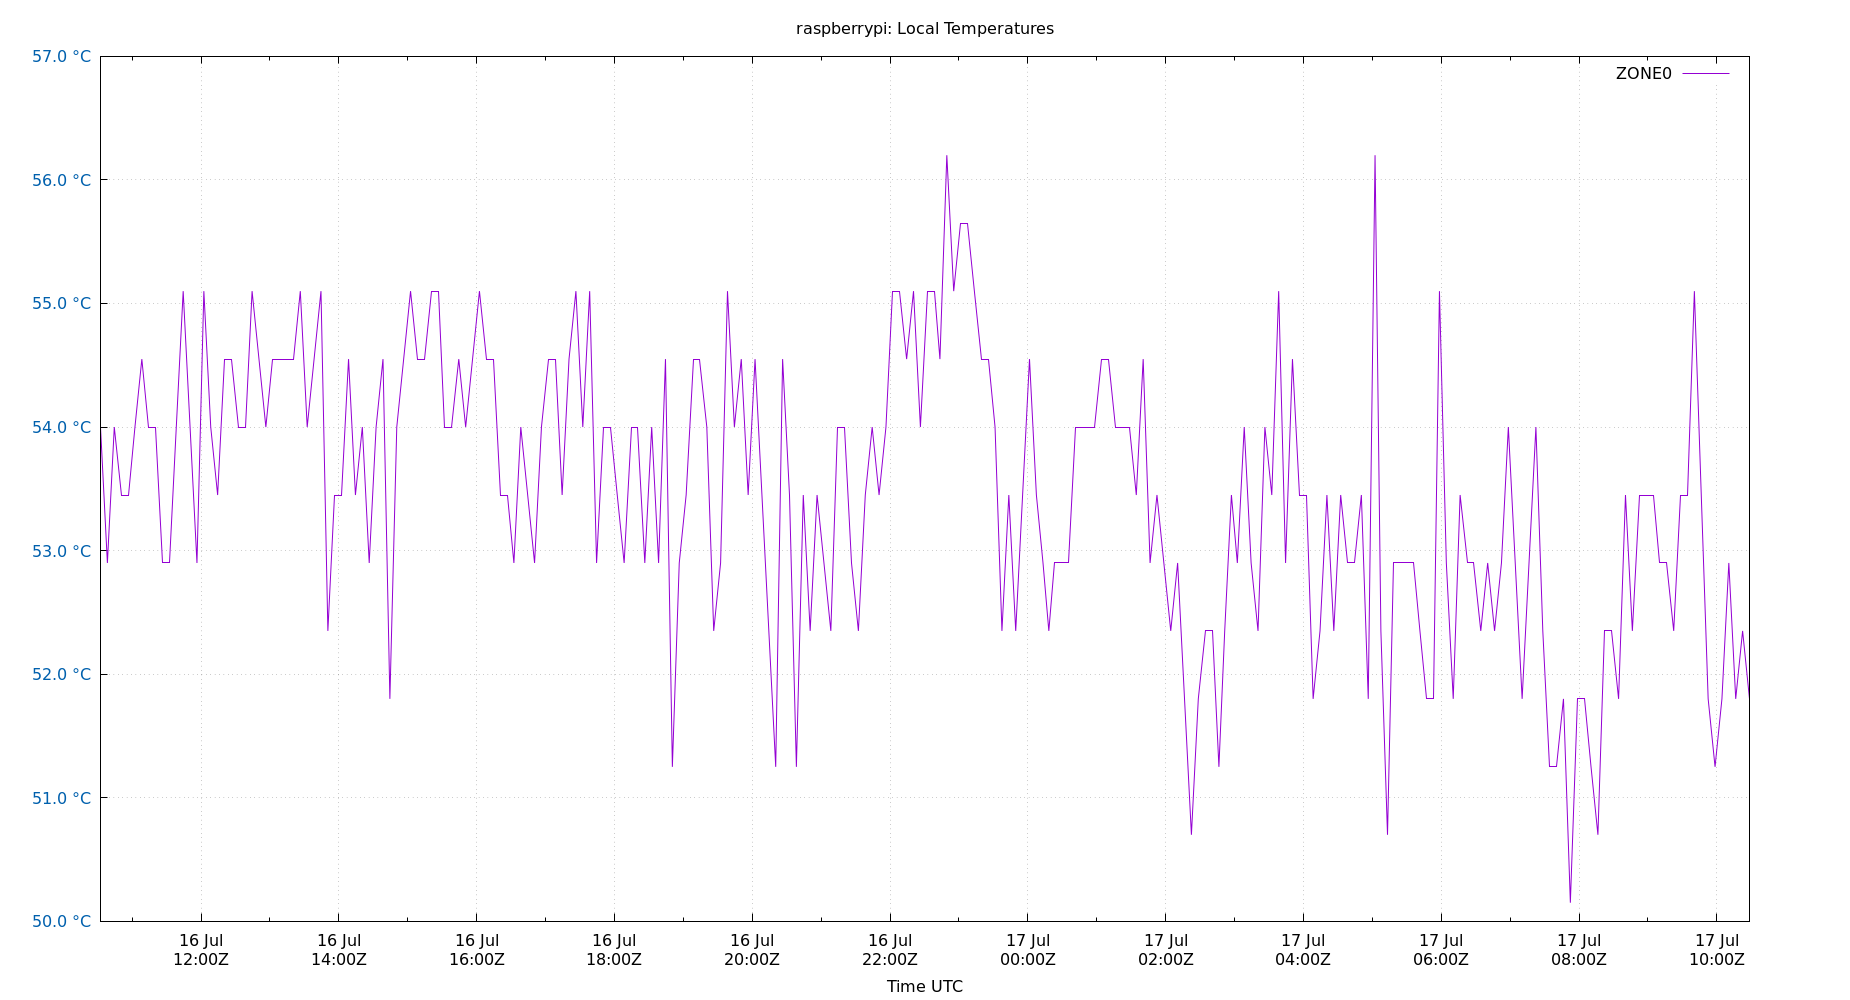 raspberrypi: Local Temperatures
57.0 °C
ZONE0
56.0 °C
55.0 °C
54.0 °C
53.0 °C
52.0 °C
51.0 °C
50.0 °C
16 Jul 16 Jul 16 Jul 16 Jul 16 Jul 16 Jul 17 Jul 17 Jul 17 Jul 17 Jul 17 Jul 17 Jul
12:00Z 14:00Z 16:00Z 18:00Z 20:00Z 22:00Z 00:00Z 02:00Z 04:00Z 06:00Z 08:00Z 10:00Z
Time UTC